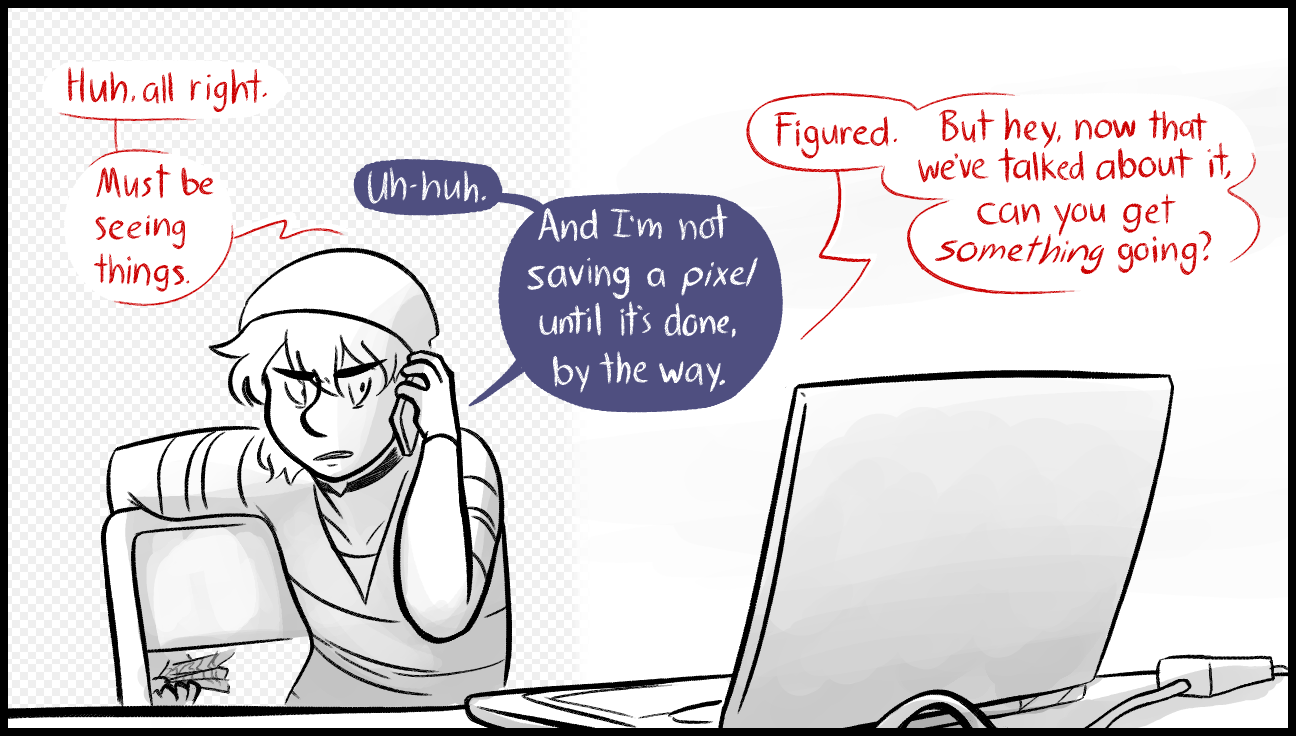 Huh, all right.
Must be
seeing
things.
Uh-huh.
And I'm not
saving a pixel
until it's done,
by the way.
Figured.
But hey, now that
we've talked about it,
can you get
something going?